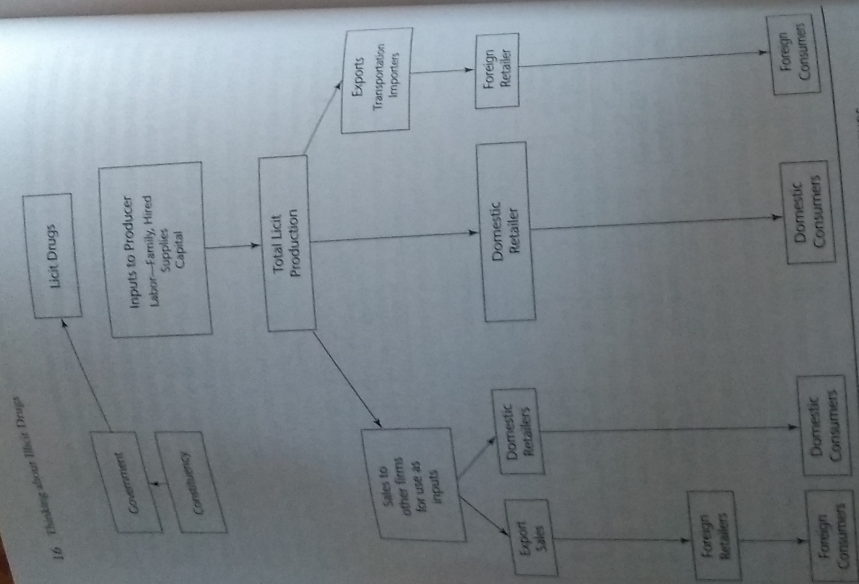 16 Thinking about Illicit Drugs
Government
Constituency
Licit Drugs
Inputs to Producer
Labor—Family, Hired
Supplies
Capital
Total Licit
Production
Sales to
other firms
for use as
inputs
Exports
Transportation
Importers
Export
Sales
Domestic
Retailers
Domestic
Retailer
Foreign
Retailer
Foreign
Retailers
Foreign
Consumers
Domestic
Consumers
Domestic
Consumers
Foreign
Consumers